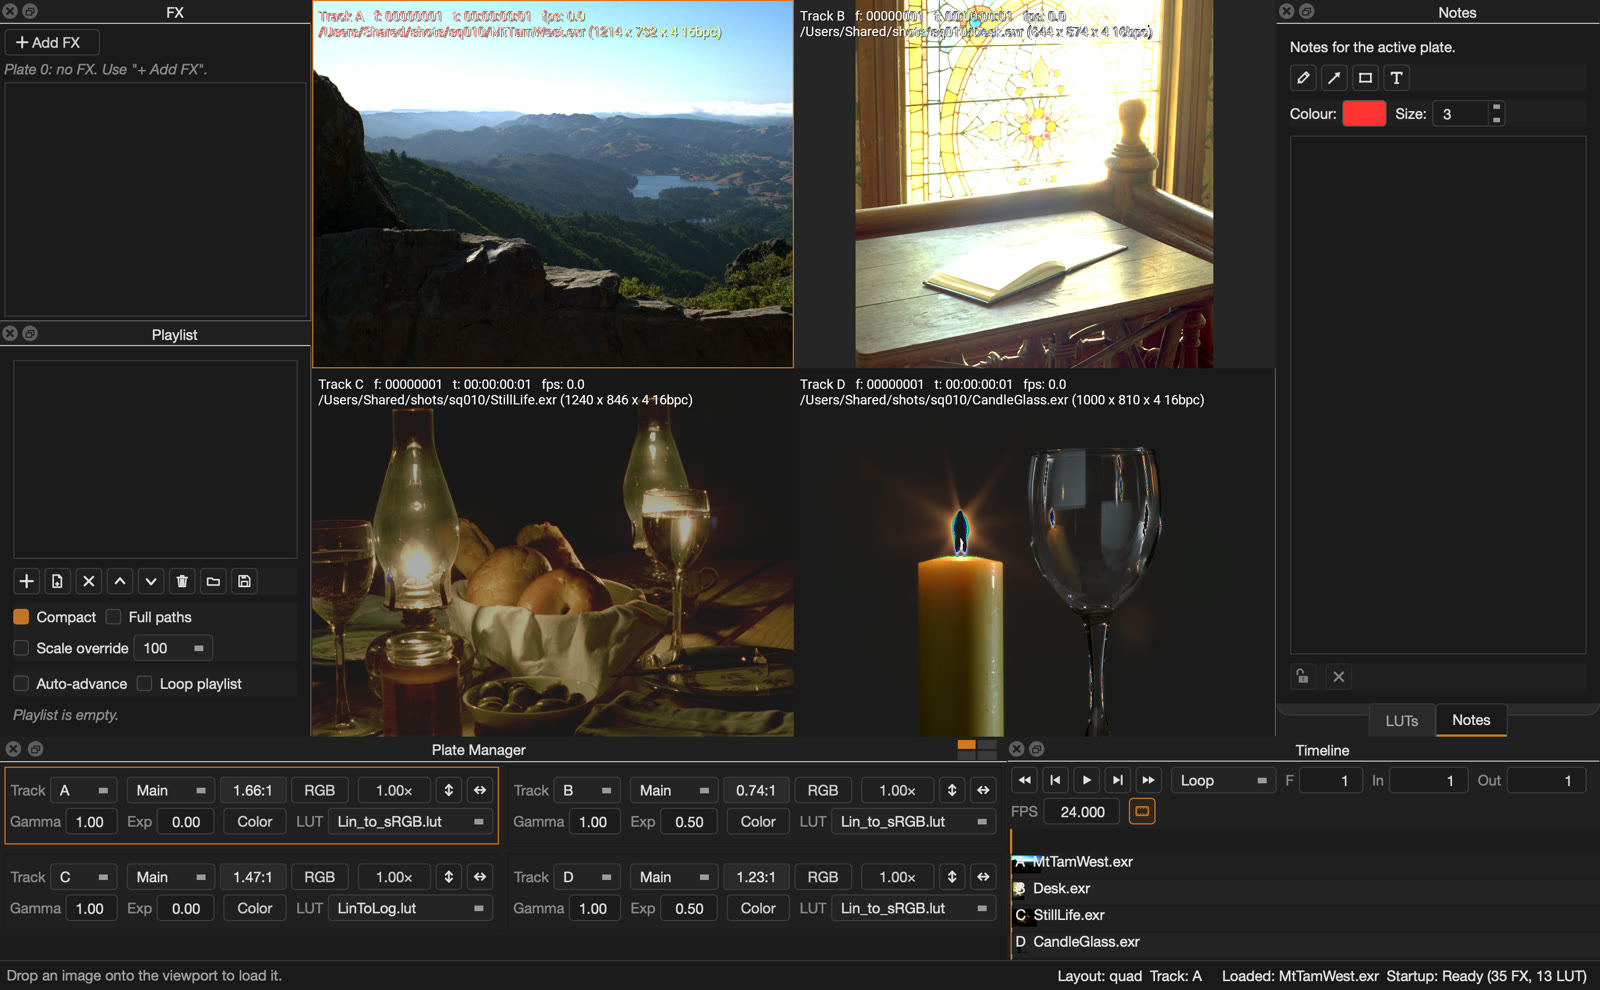 FX
+ Add FX
Plate 0: no FX. Use "+ Add FX".
Track A f: 00000001 t: 00:00:00:01 fps: 0.0
/Users/Shared/shots/sq010/MtTamWest.exr (1214 x 732 x 4 16bpc)
Track B f: 00000001 t: 00:00:00:01 fps: 0.0
/Users/Shared/shots/sq010/Desk.exr (644 x 874 x 4 16bpc)
Notes
Notes for the active plate.
T
Colour: Size: 3
Playlist
Compact Full paths
Scale override 100
Auto-advance Loop playlist
Playlist is empty.
Track C f: 00000001 t: 00:00:00:01 fps: 0.0
/Users/Shared/shots/sq010/StillLife.exr (1240 x 846 x 4 16bpc)
Track D f: 00000001 t: 00:00:00:01 fps: 0.0
/Users/Shared/shots/sq010/CandleGlass.exr (1000 x 810 x 4 16bpc)
LUTs Notes
Plate Manager
Track A Main 1.66:1 RGB 1.00×
Gamma 1.00 Exp 0.00 Color LUT Lin_to_sRGB.lut
Track B Main 0.74:1 RGB 1.00×
Gamma 1.00 Exp 0.50 Color LUT Lin_to_sRGB.lut
Track C Main 1.47:1 RGB 1.00×
Gamma 1.00 Exp 0.00 Color LUT LinToLog.lut
Track D Main 1.23:1 RGB 1.00×
Gamma 1.00 Exp 0.50 Color LUT Lin_to_sRGB.lut
Timeline
Loop F 1 In 1 Out 1
FPS 24.000
A MtTamWest.exr
B Desk.exr
C StillLife.exr
D CandleGlass.exr
Drop an image onto the viewport to load it.
Layout: quad Track: A Loaded: MtTamWest.exr Startup: Ready (35 FX, 13 LUT)